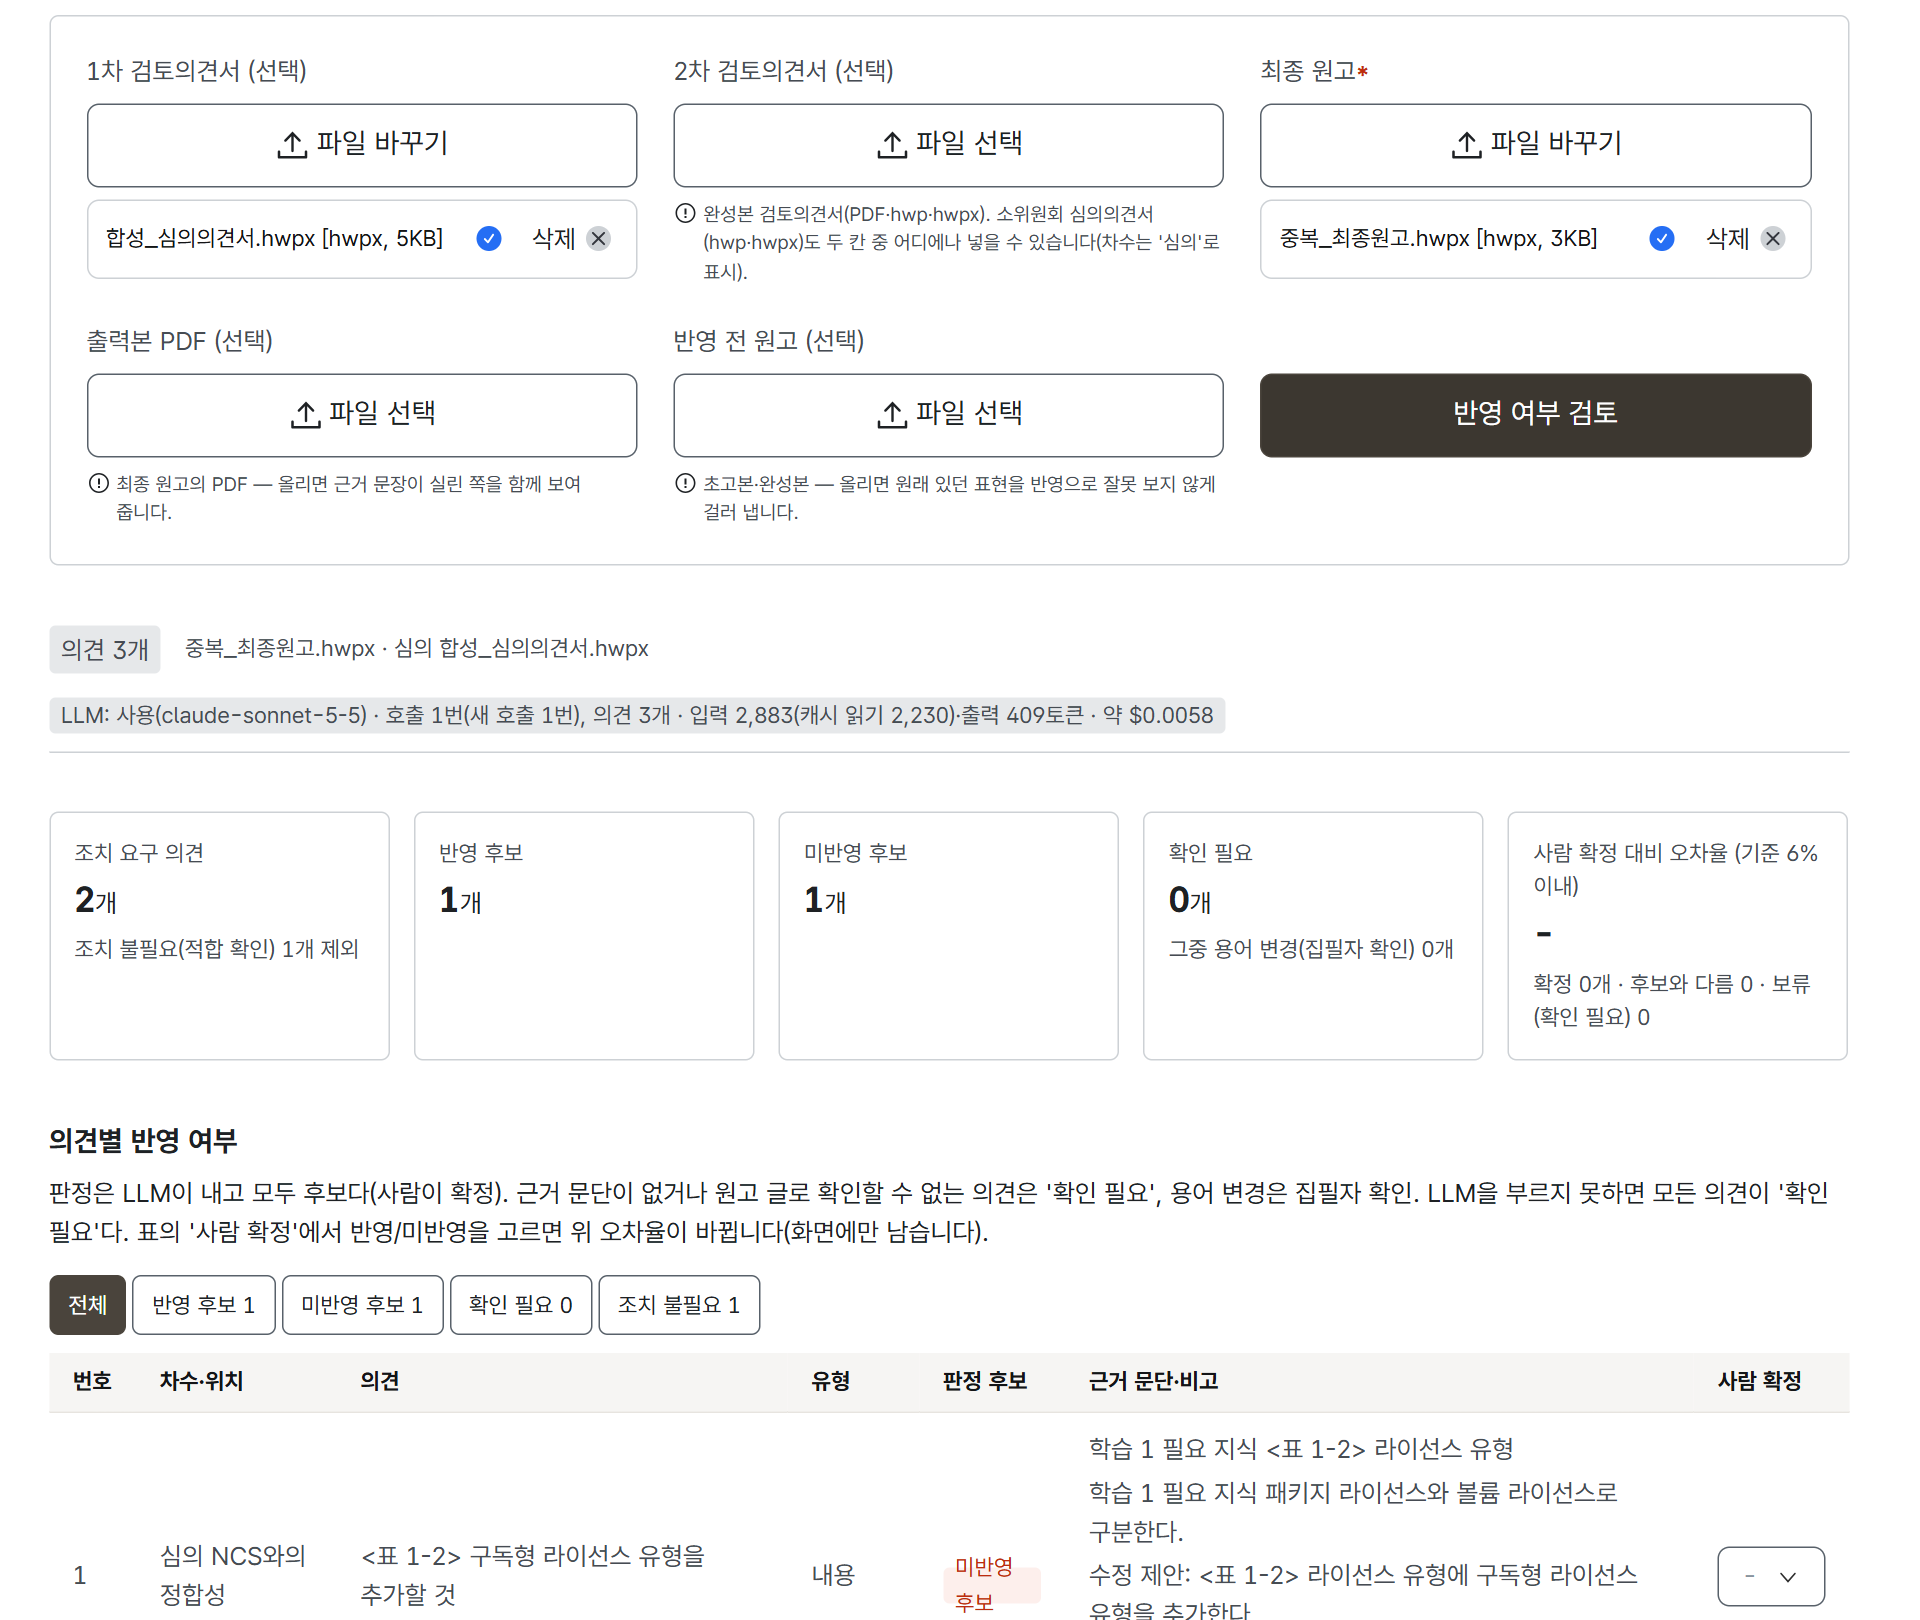 1차 검토의견서 (선택)
파일 바꾸기
합성_심의의견서.hwpx [hwpx, 5KB]
삭제
2차 검토의견서 (선택)
파일 선택
완성본 검토의견서(PDF·hwp·hwpx). 소위원회 심의의견서
(hwp·hwpx)도 두 칸 중 어디에나 넣을 수 있습니다(차수는 '심의'로
표시).
최종 원고*
파일 바꾸기
중복_최종원고.hwpx [hwpx, 3KB]
삭제
출력본 PDF (선택)
파일 선택
최종 원고의 PDF — 올리면 근거 문장이 실린 쪽을 함께 보여
줍니다.
반영 전 원고 (선택)
파일 선택
초고본·완성본 — 올리면 원래 있던 표현을 반영으로 잘못 보지 않게
걸러 냅니다.
반영 여부 검토
의견 3개
중복_최종원고.hwpx · 심의 합성_심의의견서.hwpx
LLM: 사용(claude-sonnet-5-5) · 호출 1번(새 호출 1번), 의견 3개 · 입력 2,883(캐시 읽기 2,230)·출력 409토큰 · 약 $0.0058
조치 요구 의견
2개
조치 불필요(적합 확인) 1개 제외
반영 후보
1개
미반영 후보
1개
확인 필요
0개
그중 용어 변경(집필자 확인) 0개
사람 확정 대비 오차율 (기준 6%
이내)
-
확정 0개 · 후보와 다름 0 · 보류
(확인 필요) 0
의견별 반영 여부
판정은 LLM이 내고 모두 후보다(사람이 확정). 근거 문단이 없거나 원고 글로 확인할 수 없는 의견은 '확인 필요', 용어 변경은 집필자 확인. LLM을 부르지 못하면 모든 의견이 '확인
필요'다. 표의 '사람 확정'에서 반영/미반영을 고르면 위 오차율이 바뀝니다(화면에만 남습니다).
전체
반영 후보 1
미반영 후보 1
확인 필요 0
조치 불필요 1
번호
차수·위치
의견
유형
판정 후보
근거 문단·비고
사람 확정
1
심의 NCS와의
정합성
<표 1-2> 구독형 라이선스 유형을
추가할 것
내용
미반영
후보
학습 1 필요 지식 <표 1-2> 라이선스 유형
학습 1 필요 지식 패키지 라이선스와 볼륨 라이선스로
구분한다.
수정 제안: <표 1-2> 라이선스 유형에 구독형 라이선스
유형을 추가한다
-